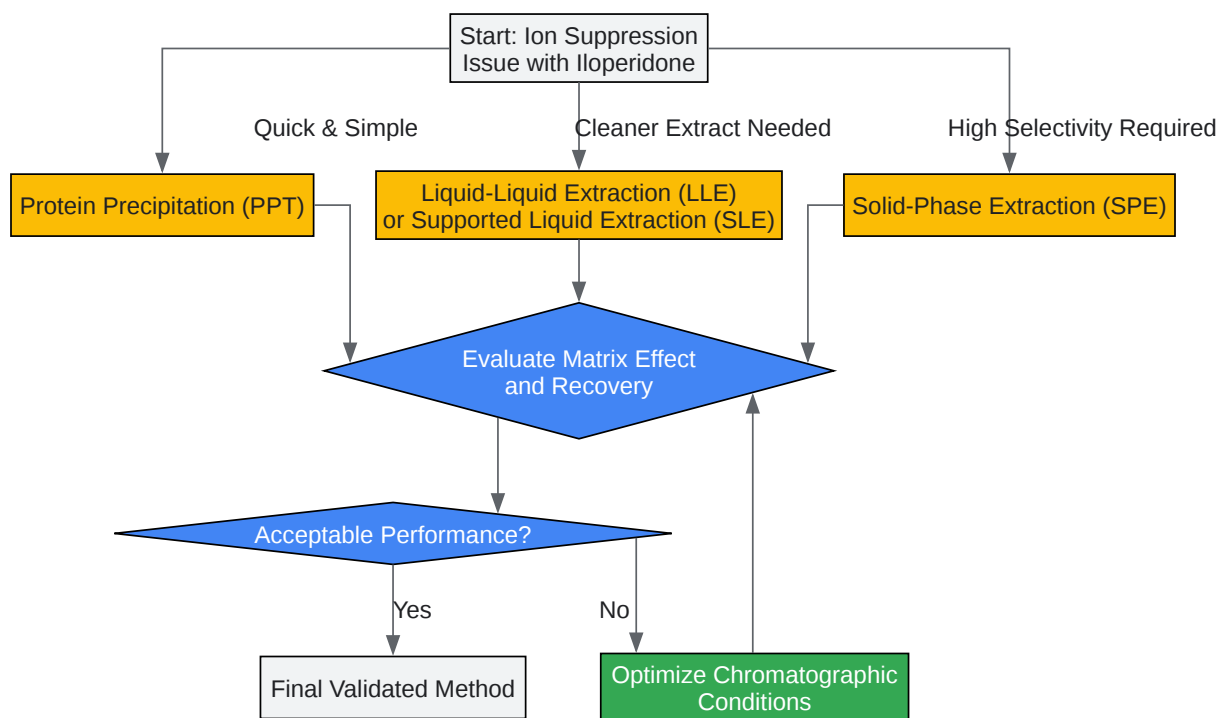 Start: Ion Suppression
Issue with Iloperidone
Quick & Simple
Cleaner Extract Needed
High Selectivity Required
Protein Precipitation (PPT)
Liquid-Liquid Extraction (LLE)
or Supported Liquid Extraction (SLE)
Solid-Phase Extraction (SPE)
Evaluate Matrix Effect
and Recovery
Acceptable Performance?
Yes
No
Final Validated Method
Optimize Chromatographic
Conditions